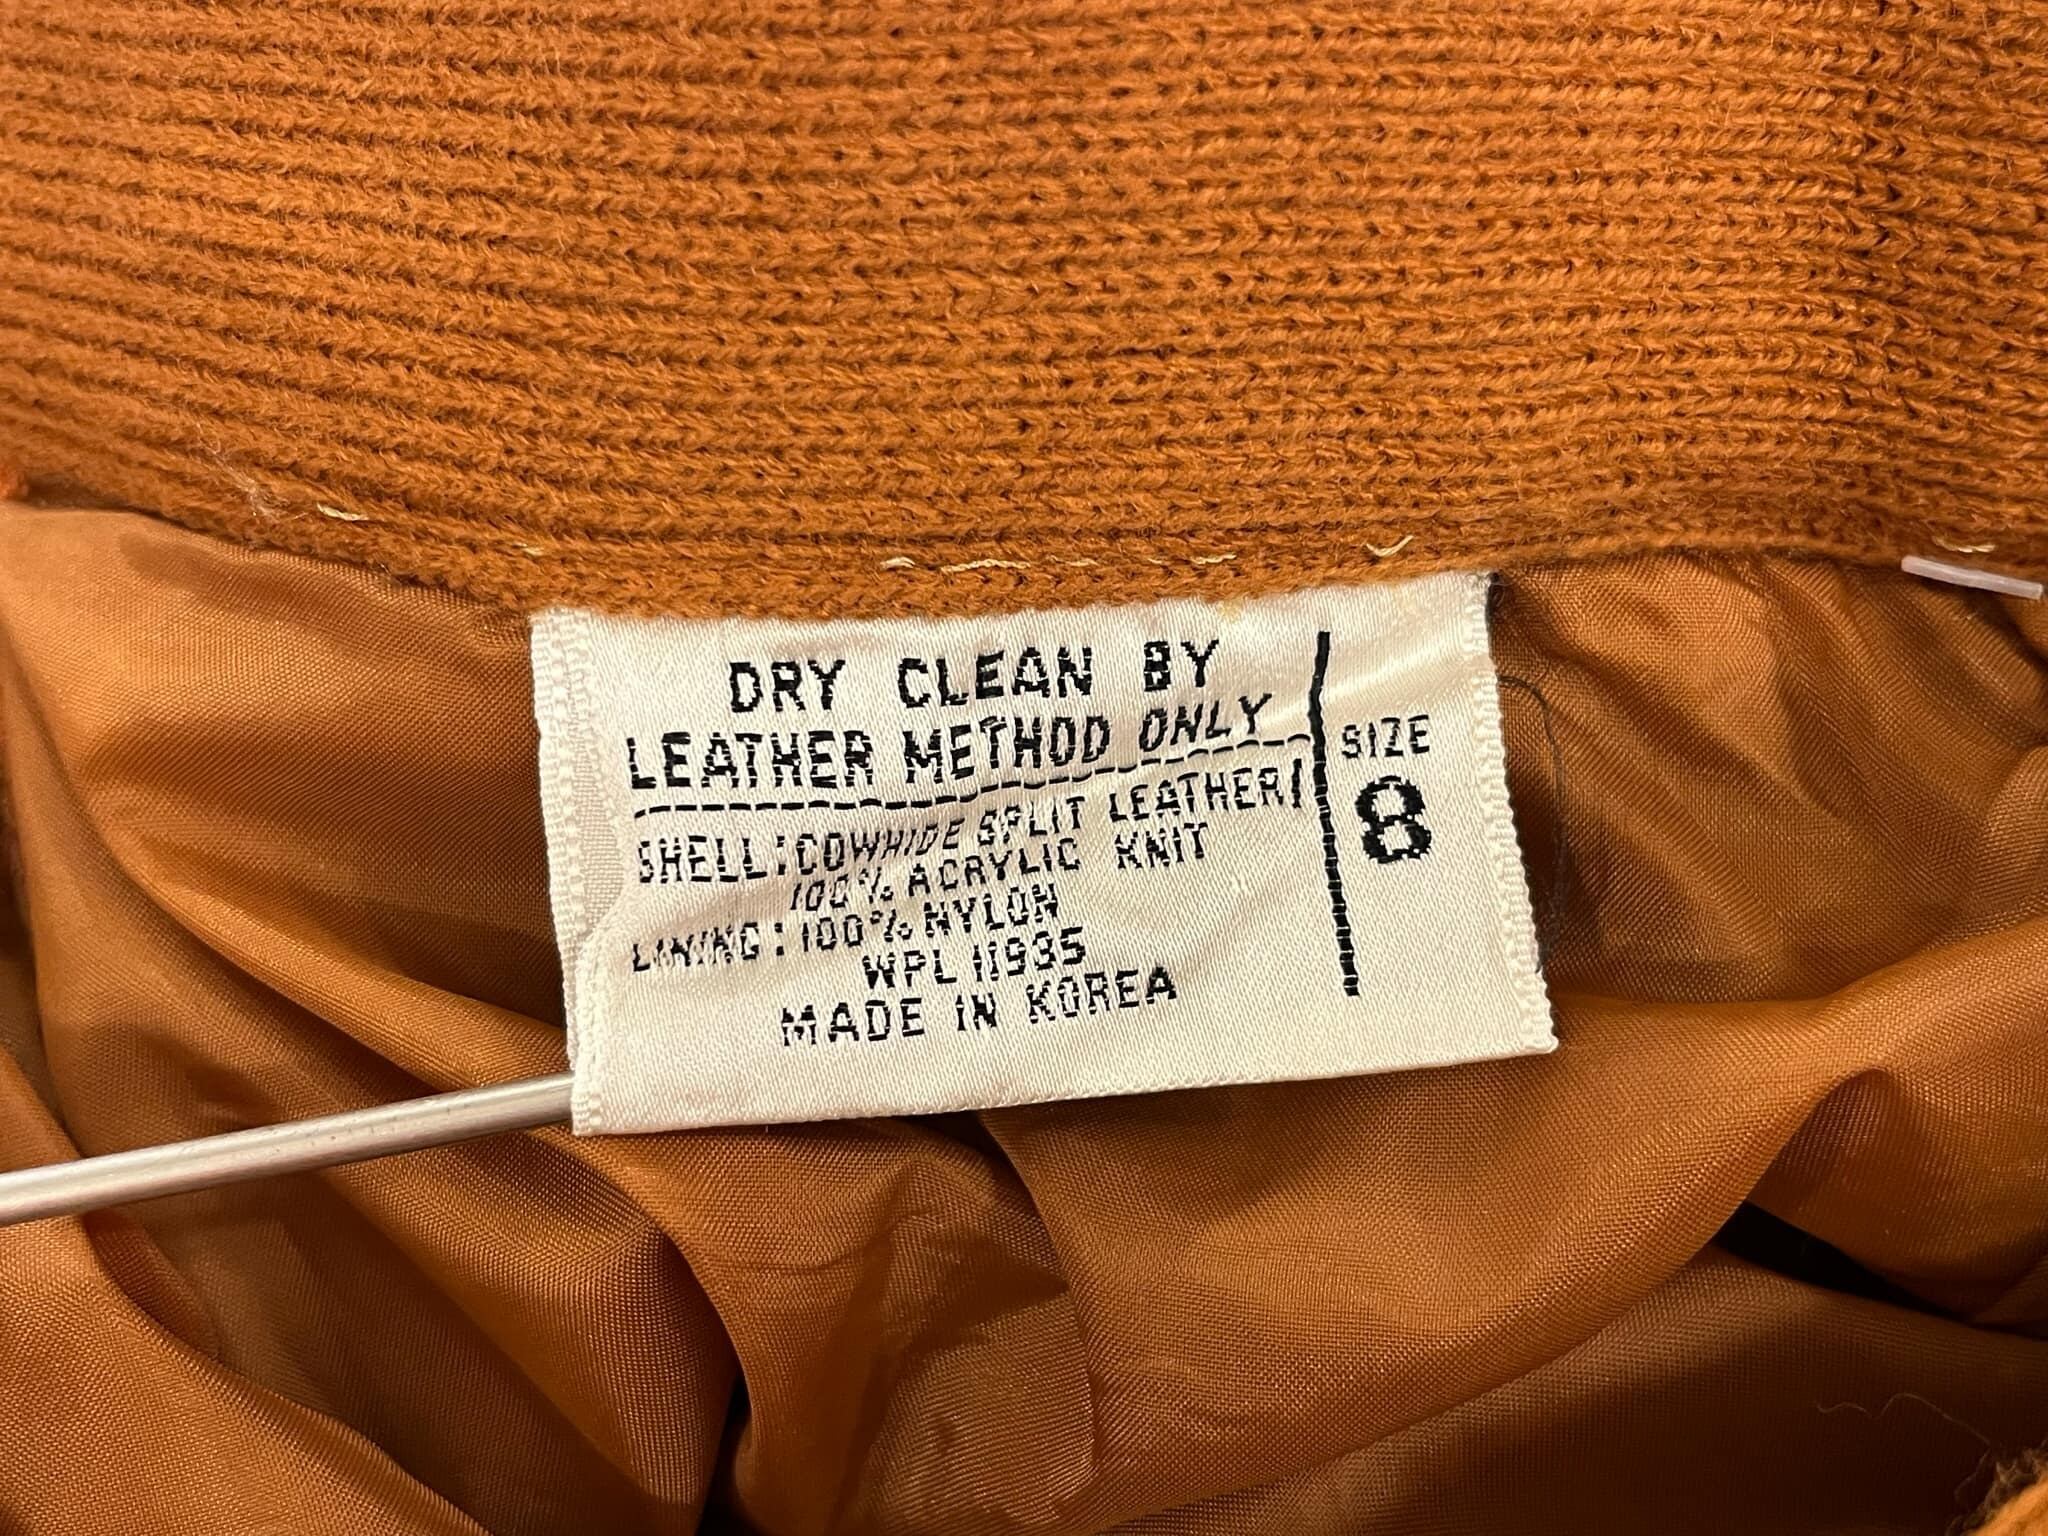 DRY CLEAN BY
LEATHER METHOD ONLY
SHELL:COWHIDE SPLIT LEATHER/
100% ACRYLIC KNIT
LINING:100% NYLON
WPL 11935
MADE IN KOREA
SIZE
8